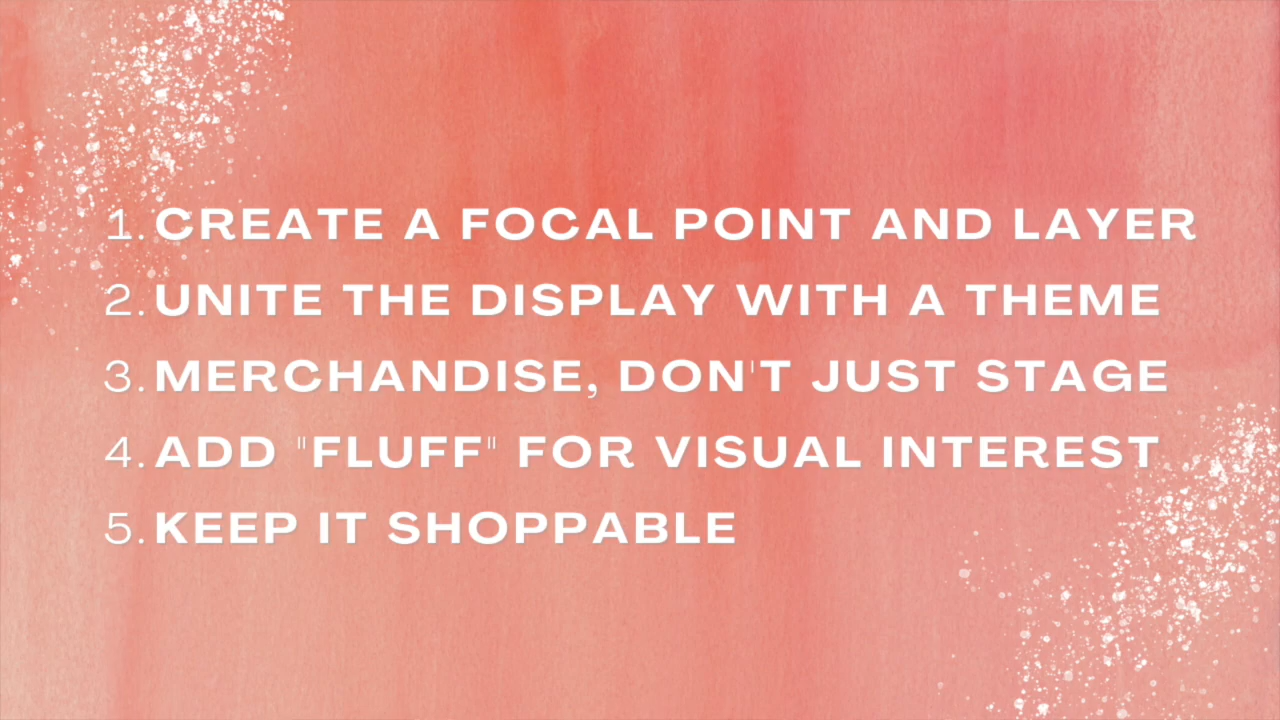 1. CREATE A FOCAL POINT AND LAYER
2. UNITE THE DISPLAY WITH A THEME
3. MERCHANDISE, DON'T JUST STAGE
4. ADD "FLUFF" FOR VISUAL INTEREST
5. KEEP IT SHOPPABLE